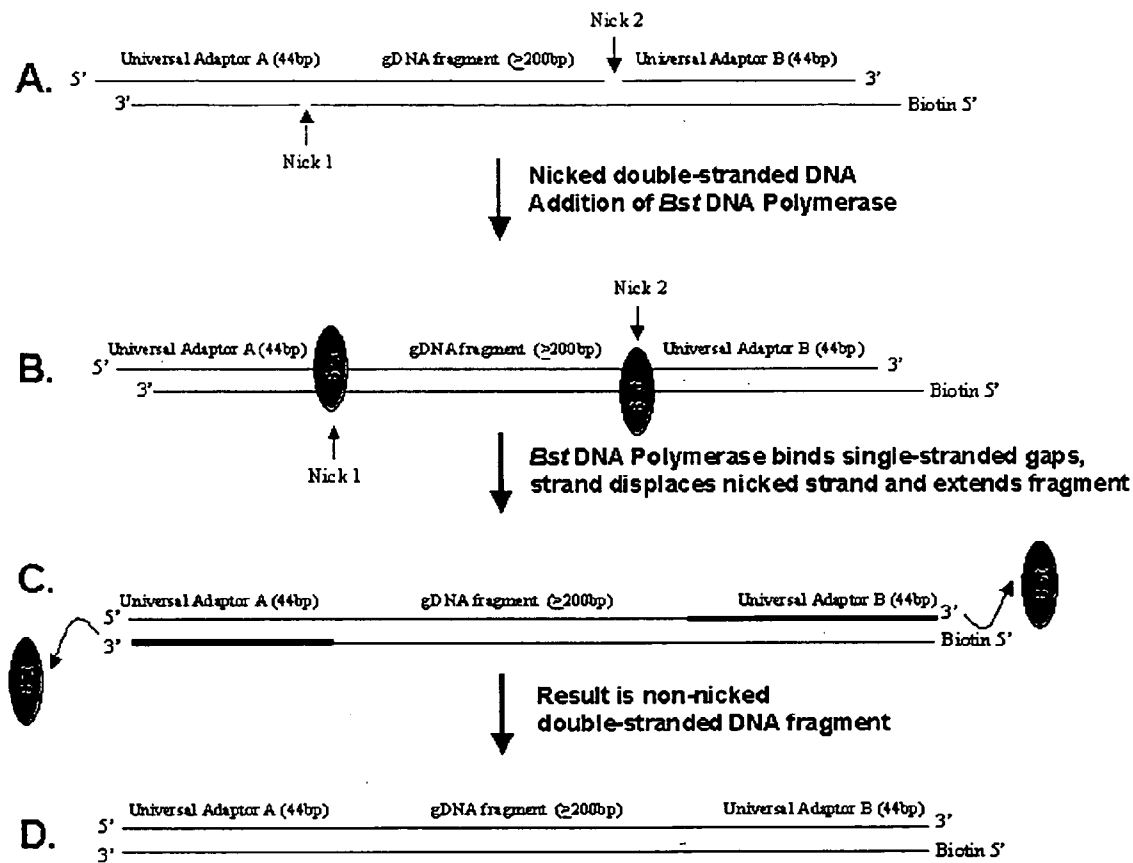 Nick 2
Universal Adaptor A (44bp) gDNA fragment (≥200bp) Universal Adaptor B (44bp)
A. 5' 3'
3' Biotin 5'
Nick 1
Nicked double-stranded DNA
Addition of Bst DNA Polymerase
Nick 2
Universal Adaptor A (44bp) gDNA fragment (≥200bp) Universal Adaptor B (44bp)
B. 5' 3'
3' Biotin 5'
Nick 1
Bst DNA Polymerase binds single-stranded gaps,
strand displaces nicked strand and extends fragment
C.
Universal Adaptor A (44bp) gDNA fragment (≥200bp) Universal Adaptor B (44bp)
5' 3'
3' Biotin 5'
Result is non-nicked
double-stranded DNA fragment
Universal Adaptor A (44bp) gDNA fragment (≥200bp) Universal Adaptor B (44bp)
D. 5' 3'
3' Biotin 5'